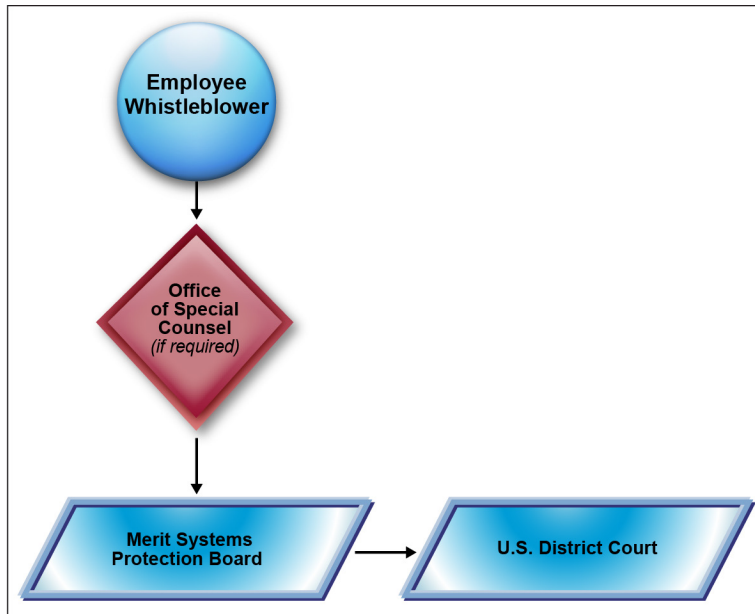 Employee
Whistleblower
Office
of Special
Counsel
(if required)
Merit Systems
Protection Board
U.S. District Court